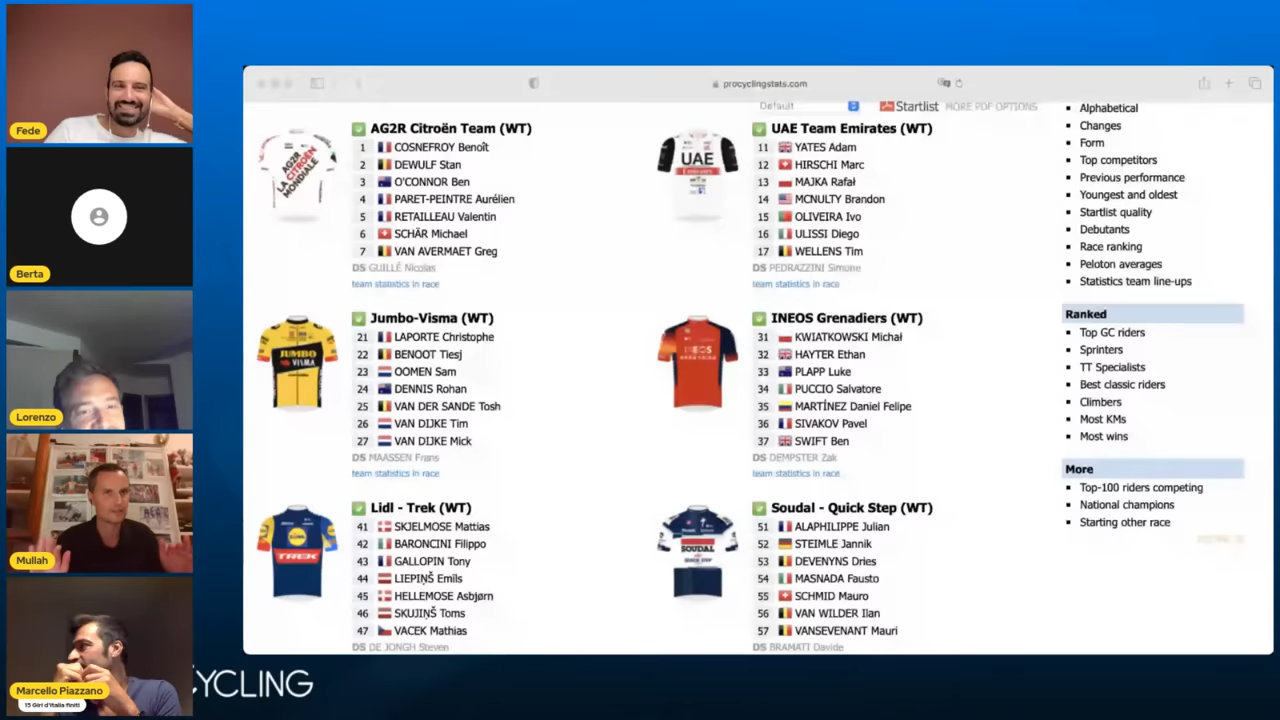 Fede
Berta
Lorenzo
Mullah
Marcello Piazzano
15 Giri d'Italia finiti
procyclingstats.com
Default
Startlist
MORE PDF OPTIONS
AG2R Citroën Team (WT)
1 COSNEFROY Benoît
2 DEWULF Stan
3 O'CONNOR Ben
4 PARET-PEINTRE Aurélien
5 RETAILLEAU Valentin
6 SCHÄR Michael
7 VAN AVERMAET Greg
DS GUILLÉ Nicolas
team statistics in race
AG2R
CITROËN
LA MONDIALE
UAE Team Emirates (WT)
11 YATES Adam
12 HIRSCHI Marc
13 MAJKA Rafał
14 MCNULTY Brandon
15 OLIVEIRA Ivo
16 ULISSI Diego
17 WELLENS Tim
DS PEDRAZZINI Simone
team statistics in race
UAE
Jumbo-Visma (WT)
21 LAPORTE Christophe
22 BENOOT Tiesj
23 OOMEN Sam
24 DENNIS Rohan
25 VAN DER SANDE Tosh
26 VAN DIJKE Tim
27 VAN DIJKE Mick
DS MAASSEN Frans
team statistics in race
JUMBO
VISMA
INEOS Grenadiers (WT)
31 KWIATKOWSKI Michał
32 HAYTER Ethan
33 PLAPP Luke
34 PUCCIO Salvatore
35 MARTÍNEZ Daniel Felipe
36 SIVAKOV Pavel
37 SWIFT Ben
DS DEMPSTER Zak
team statistics in race
INEOS
Lidl - Trek (WT)
41 SKJELMOSE Mattias
42 BARONCINI Filippo
43 GALLOPIN Tony
44 LIEPIŅŠ Emils
45 HELLEMOSE Asbjørn
46 SKUJIŅŠ Toms
47 VACEK Mathias
DS DE JONGH Steven
TREK
Soudal - Quick Step (WT)
51 ALAPHILIPPE Julian
52 STEIMLE Jannik
53 DEVENYNS Dries
54 MASNADA Fausto
55 SCHMID Mauro
56 VAN WILDER Ilan
57 VANSEVENANT Mauri
DS BRAMATI Davide
SOUDAL
Alphabetical
Changes
Form
Top competitors
Previous performance
Youngest and oldest
Startlist quality
Debutants
Race ranking
Peloton averages
Statistics team line-ups
Ranked
Top GC riders
Sprinters
TT Specialists
Best classic riders
Climbers
Most KMs
Most wins
More
Top-100 riders competing
National champions
Starting other race
YCLING